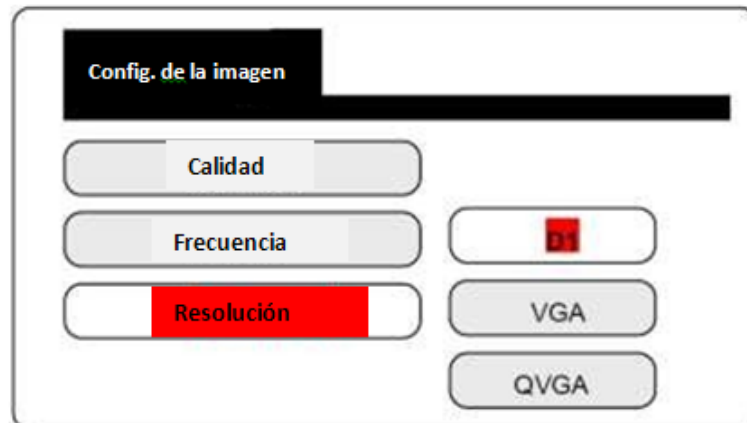 Config. de la imagen
Calidad
Frecuencia
D1
Resolución
VGA
QVGA